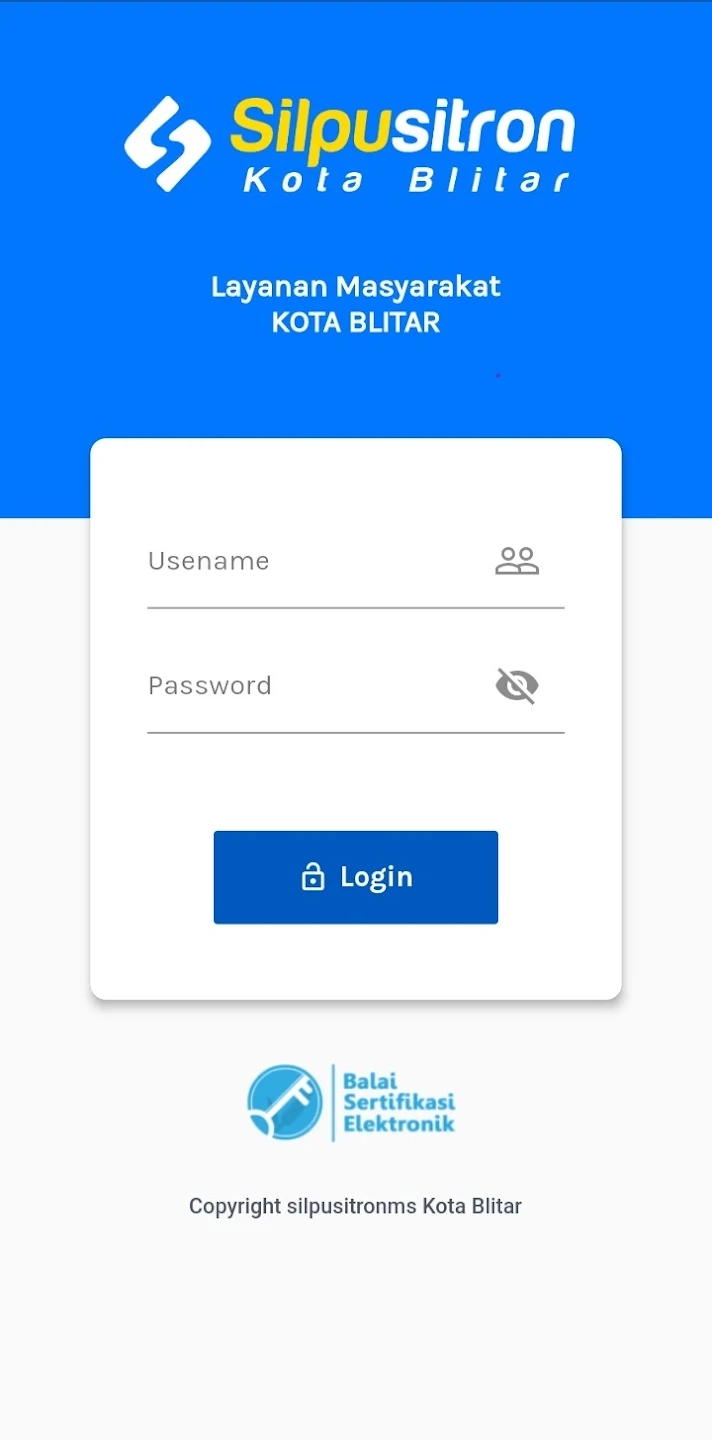 Silpusitron
Kota Blitar
Layanan Masyarakat
KOTA BLITAR
Usename
Password
Login
Balai
Sertifikasi
Elektronik
Copyright silpusitronms Kota Blitar